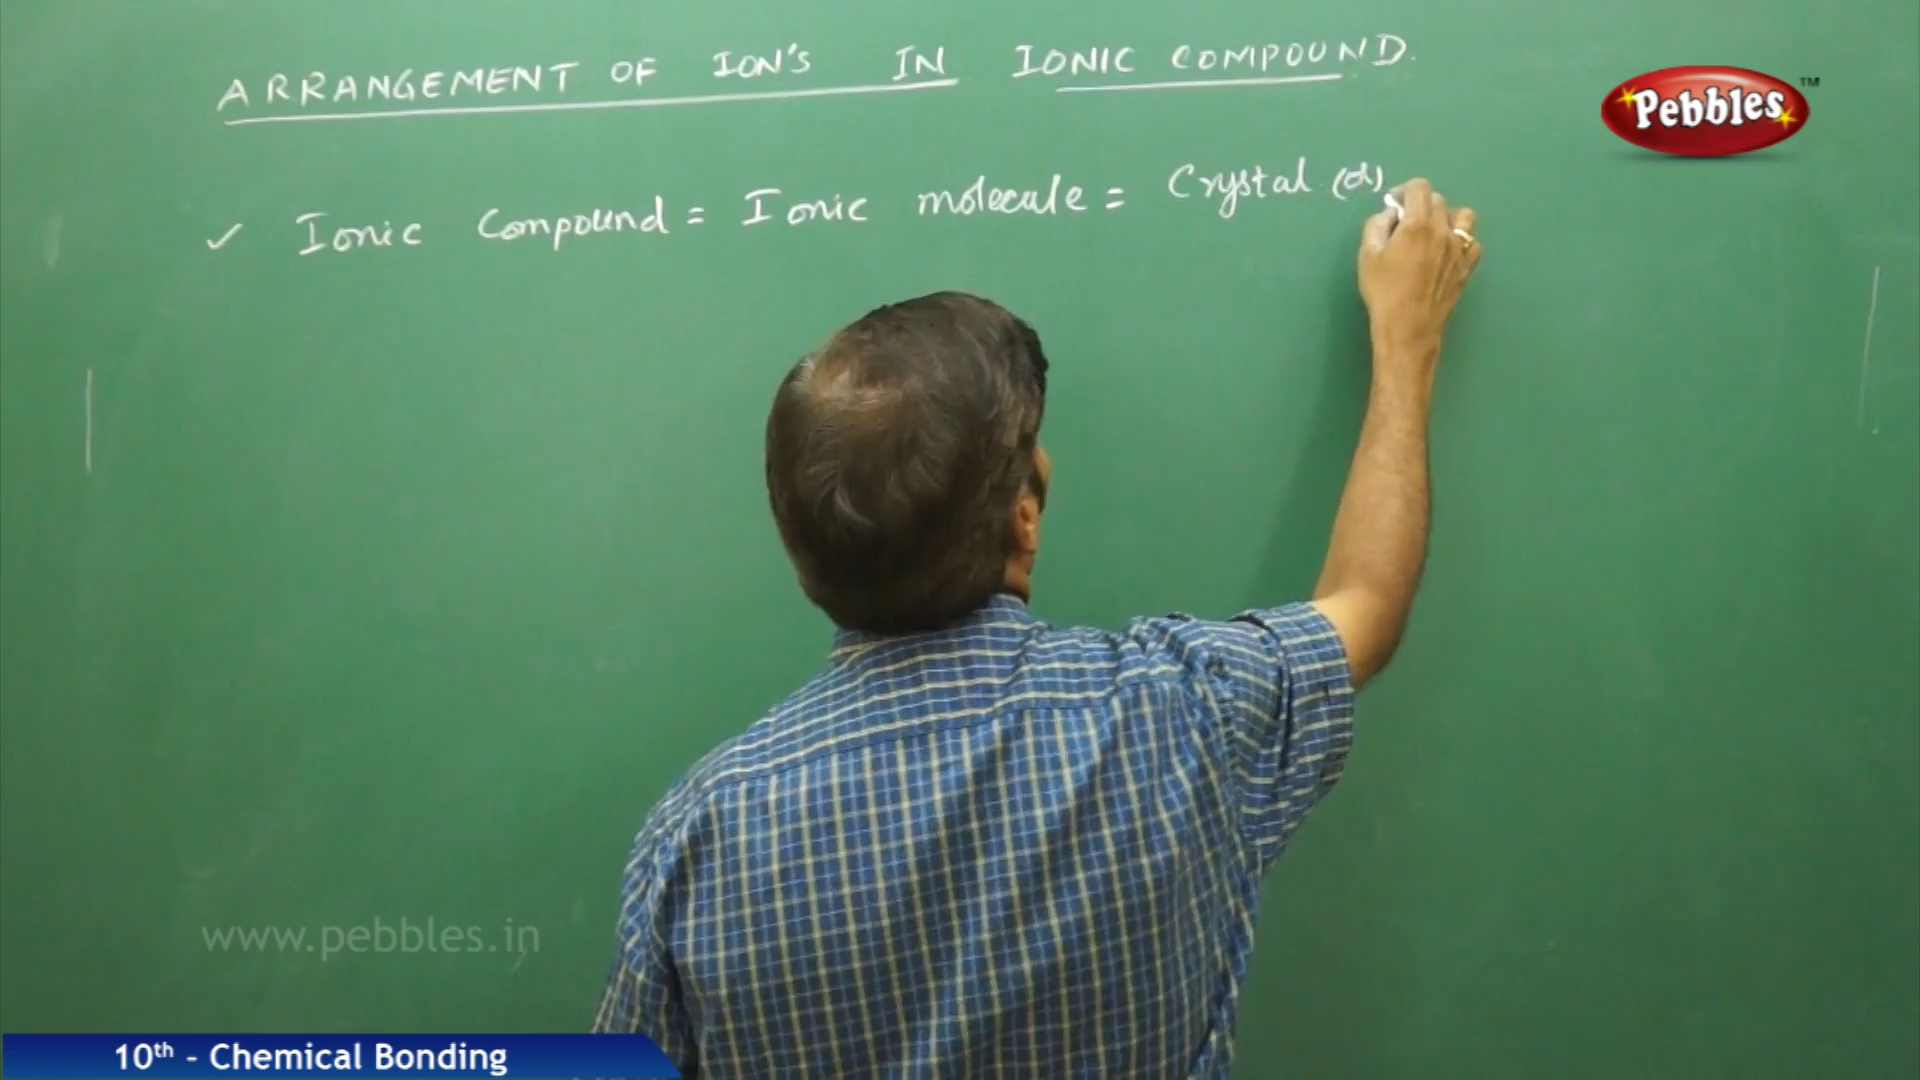 ARRANGEMENT OF ION'S IN IONIC COMPOUND.
Pebbles™
✓ Ionic Compound = Ionic molecule = Crystal (or)
www.pebbles.in
10th - Chemical Bonding